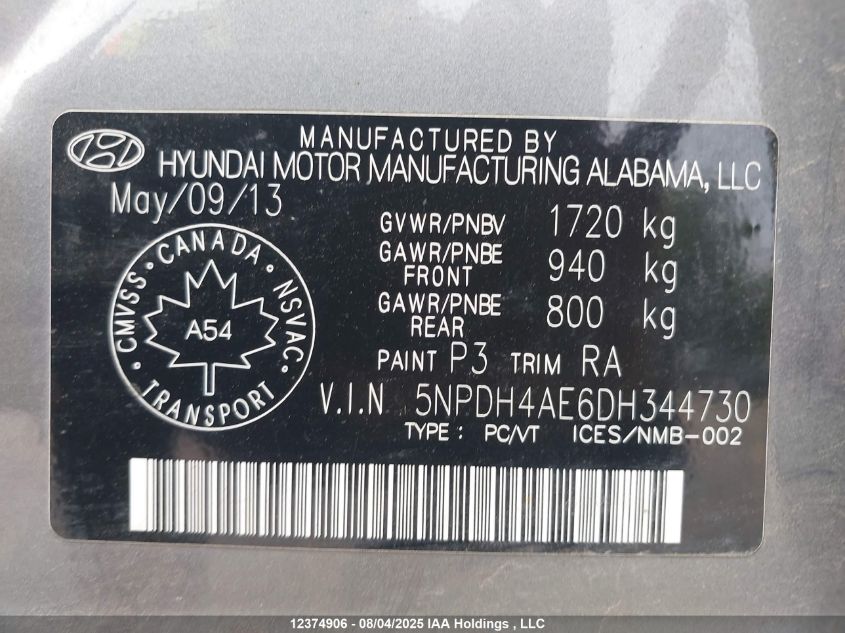 MANUFACTURED BY
HYUNDAI MOTOR MANUFACTURING ALABAMA, LLC
May/09/13
GVWR/PNBV 1720 kg
GAWR/PNBE FRONT 940 kg
GAWR/PNBE REAR 800 kg
PAINT P3 TRIM RA
V.I.N 5NPDH4AE6DH344730
TYPE : PC/VT ICES/NMB-002
CMVSS • CANADA • NSVAC •
TRANSPORT
A54
12374906 - 08/04/2025 IAA Holdings , LLC